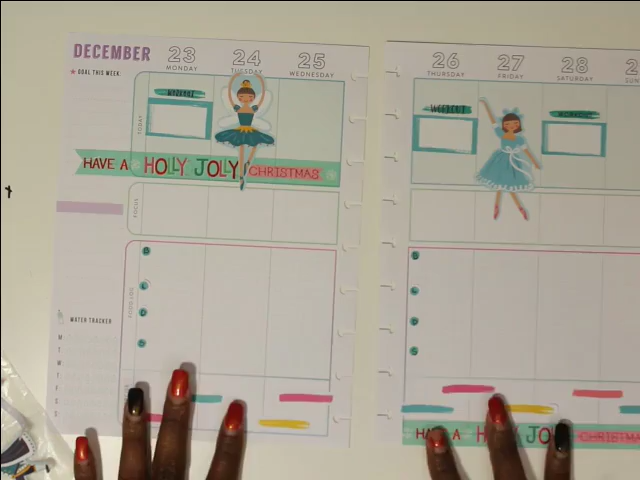 DECEMBER 23 24 25
MONDAY TUESDAY WEDNESDAY
26 27 28
THURSDAY FRIDAY SATURDAY
★ GOAL THIS WEEK:
WORKOUT
TODAY
WORKOUT
HAVE A HOLLY JOLLY CHRISTMAS
FOCUS
B
L
D
S
B
L
D
S
WATER TRACKER
M
T
W
T
F
S
S